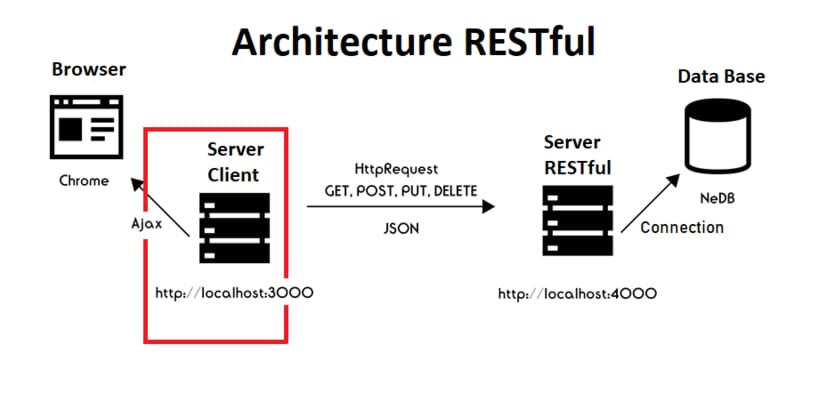 Architecture RESTful
Browser
Chrome
Ajax
Server
Client
http://localhost:3000
HttpRequest
GET, POST, PUT, DELETE
JSON
Server
RESTful
http://localhost:4000
Data Base
NeDB
Connection